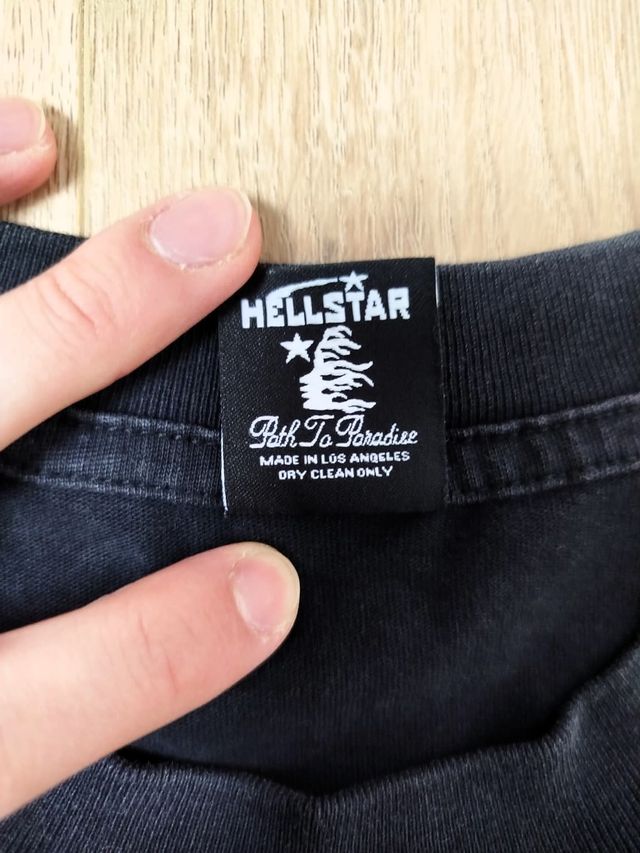 HELLSTAR
Path To Paradise
MADE IN LOS ANGELES
DRY CLEAN ONLY